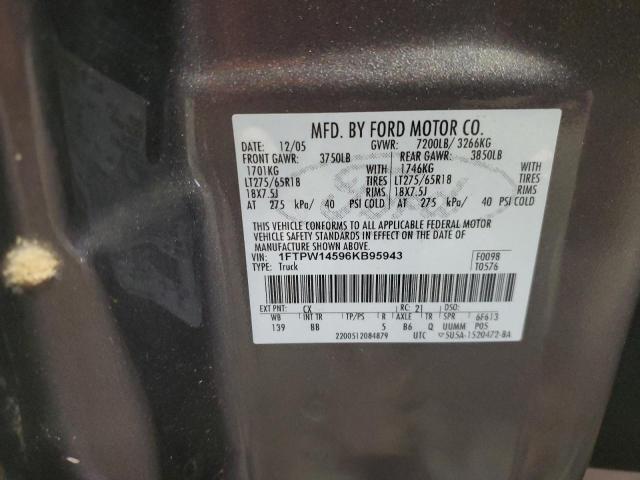 MFD. BY FORD MOTOR CO.
DATE: 12/05 GVWR: 7200LB/ 3266KG
FRONT GAWR: 3750LB REAR GAWR: 3850LB
1701KG WITH 1746KG WITH
LT275/65R18 TIRES LT275/65R18 TIRES
18X7.5J RIMS 18X7.5J RIMS
AT 275 kPa/ 40 PSI COLD AT 275 kPa/ 40 PSI COLD
THIS VEHICLE CONFORMS TO ALL APPLICABLE FEDERAL MOTOR
VEHICLE SAFETY STANDARDS IN EFFECT ON THE DATE OF
MANUFACTURE SHOWN ABOVE.
VIN: 1FTPW14596KB95943 F0098
TYPE: Truck T0576
EXT PNT: CX RC: 21 DSO:
WB INT TR TP/PS R AXLE TR SPR 6F613
139 BB 5 B6 Q UUMM P05
2200512084879 UTC ▽5U5A-1520472-BA
Ford